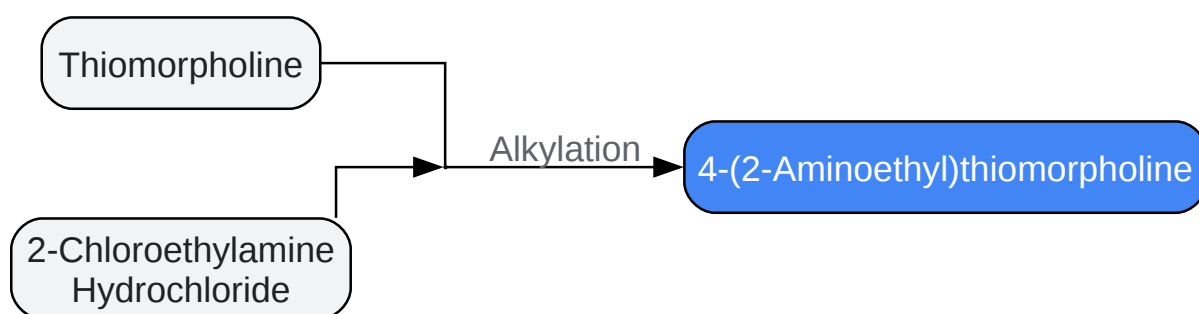 Thiomorpholine
Alkylation
4-(2-Aminoethyl)thiomorpholine
2-Chloroethylamine
Hydrochloride